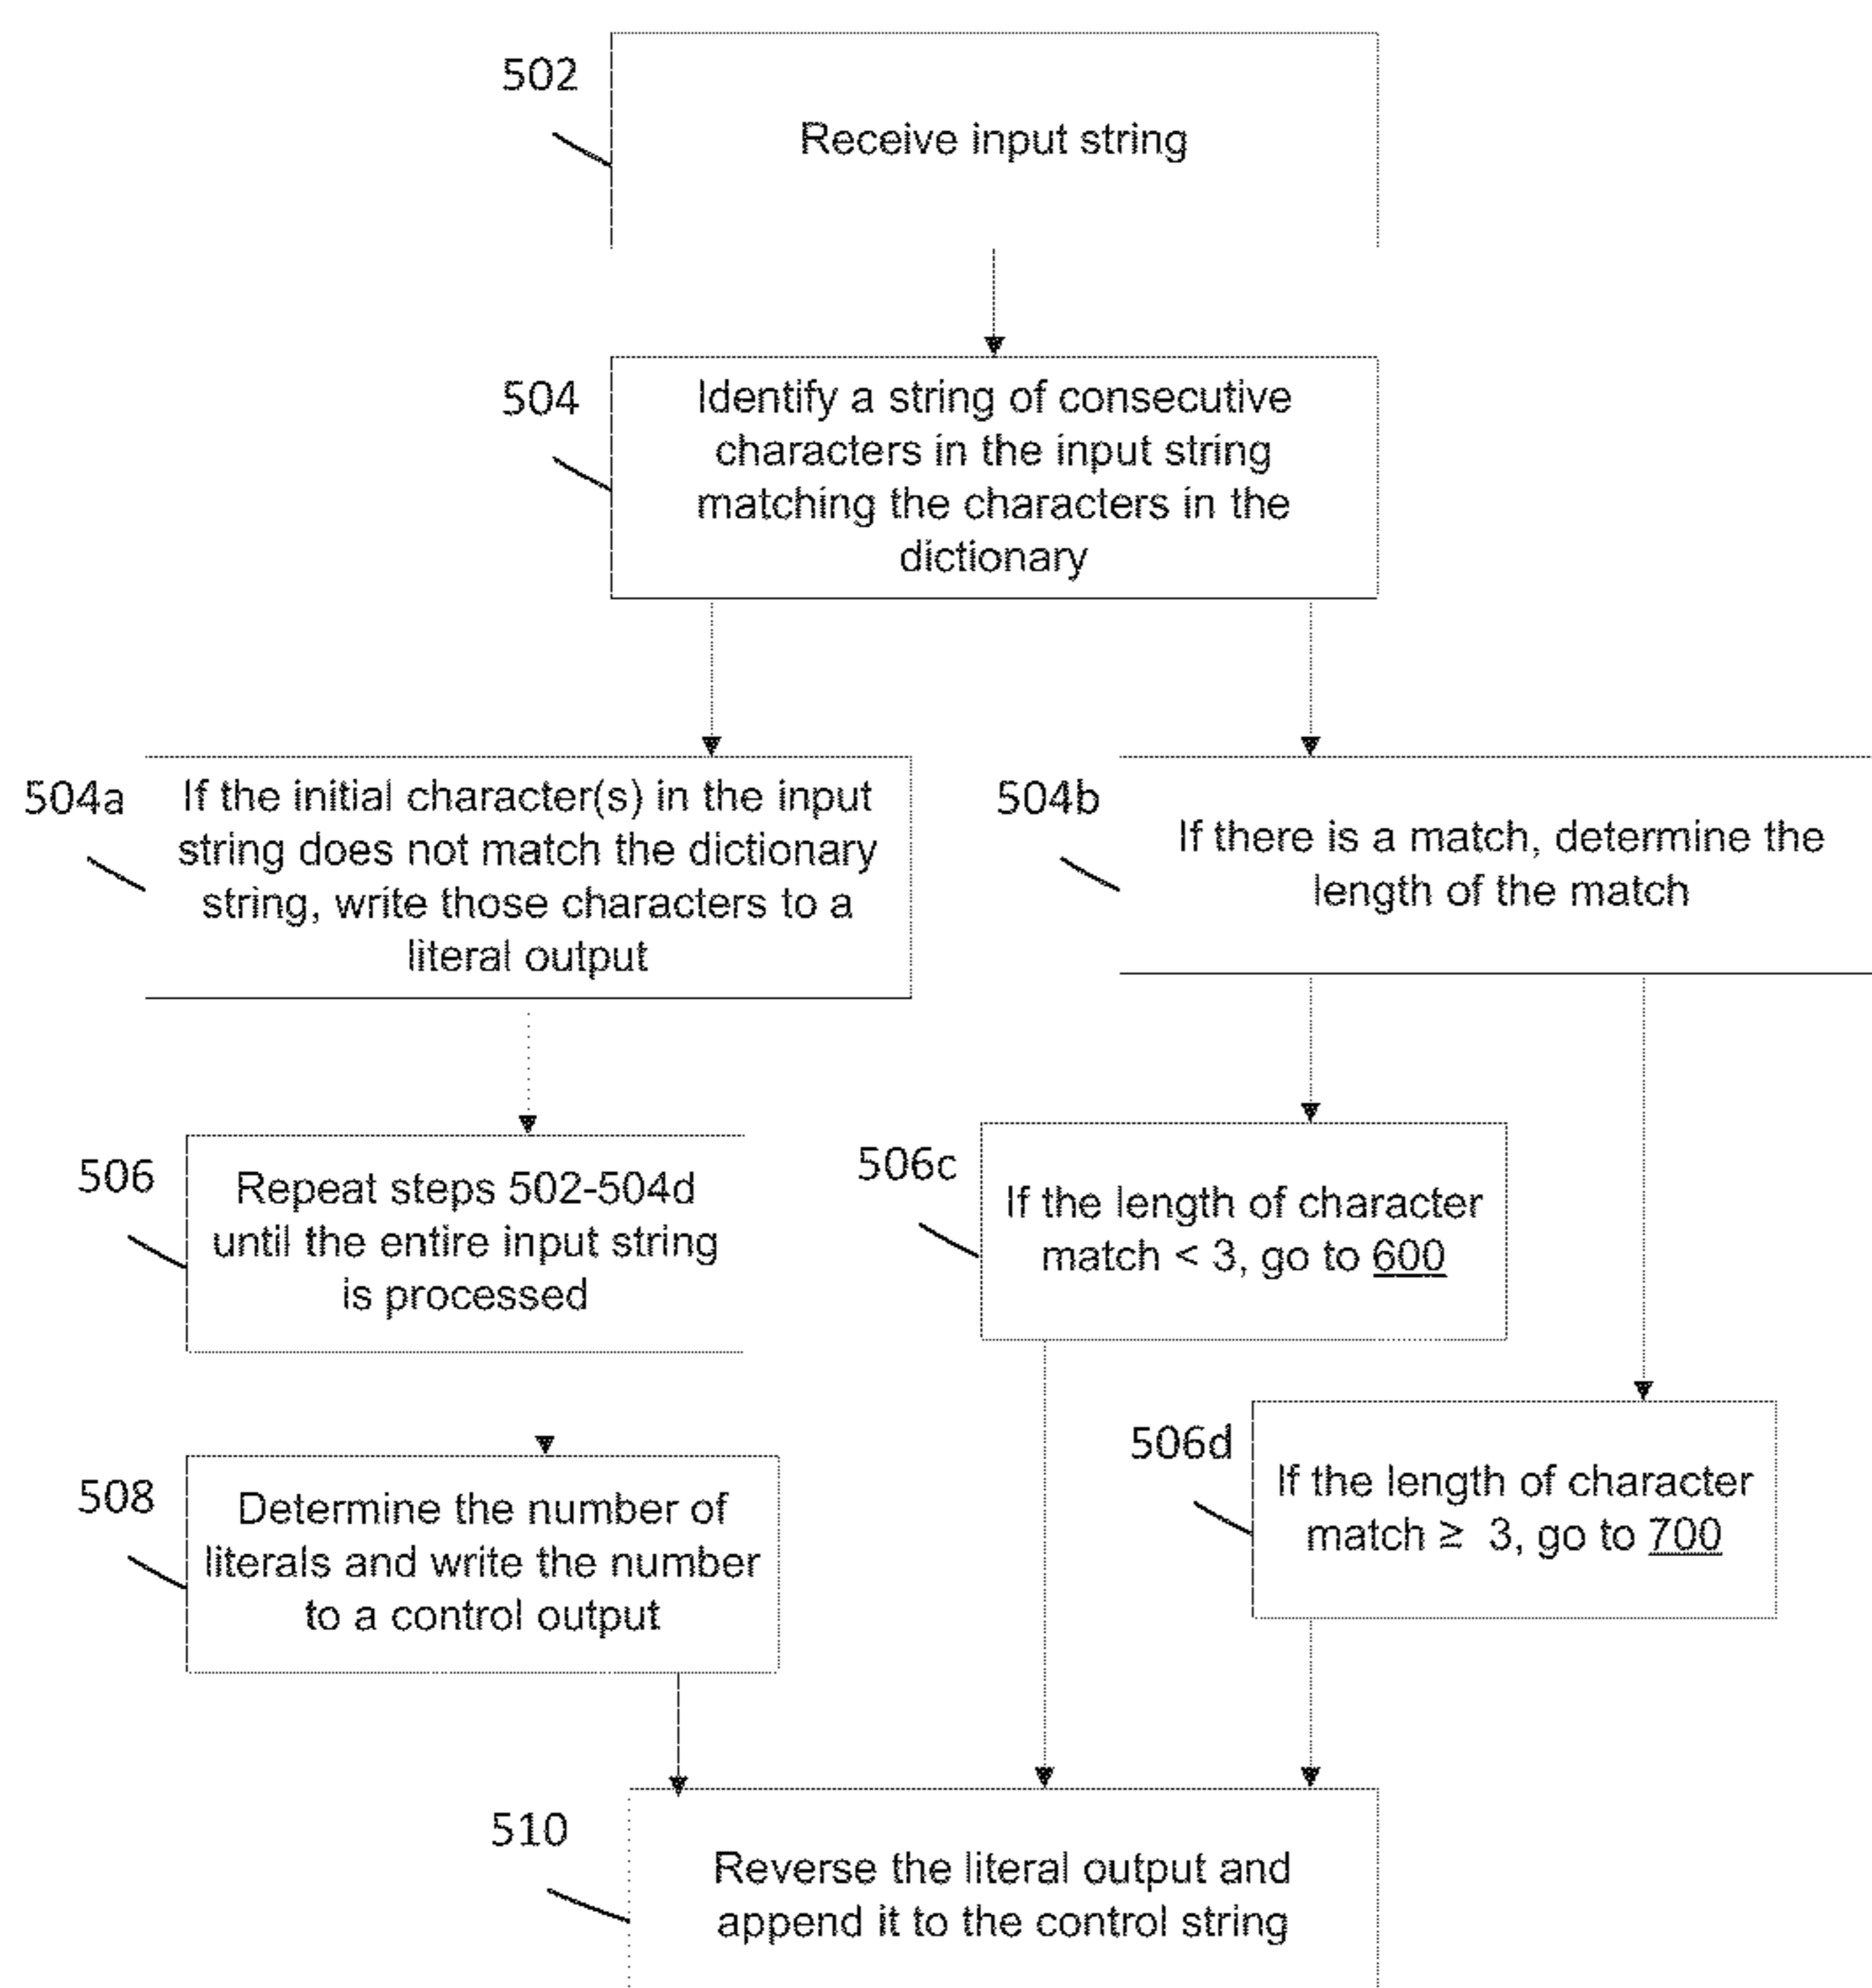 502
Receive input string
504
Identify a string of consecutive
characters in the input string
matching the characters in the
dictionary
504a
If the initial character(s) in the input
string does not match the dictionary
string, write those characters to a
literal output
504b
If there is a match, determine the
length of the match
506
Repeat steps 502-504d
until the entire input string
is processed
506c
If the length of character
match < 3, go to 600
506d
If the length of character
match ≥ 3, go to 700
508
Determine the number of
literals and write the number
to a control output
510
Reverse the literal output and
append it to the control string